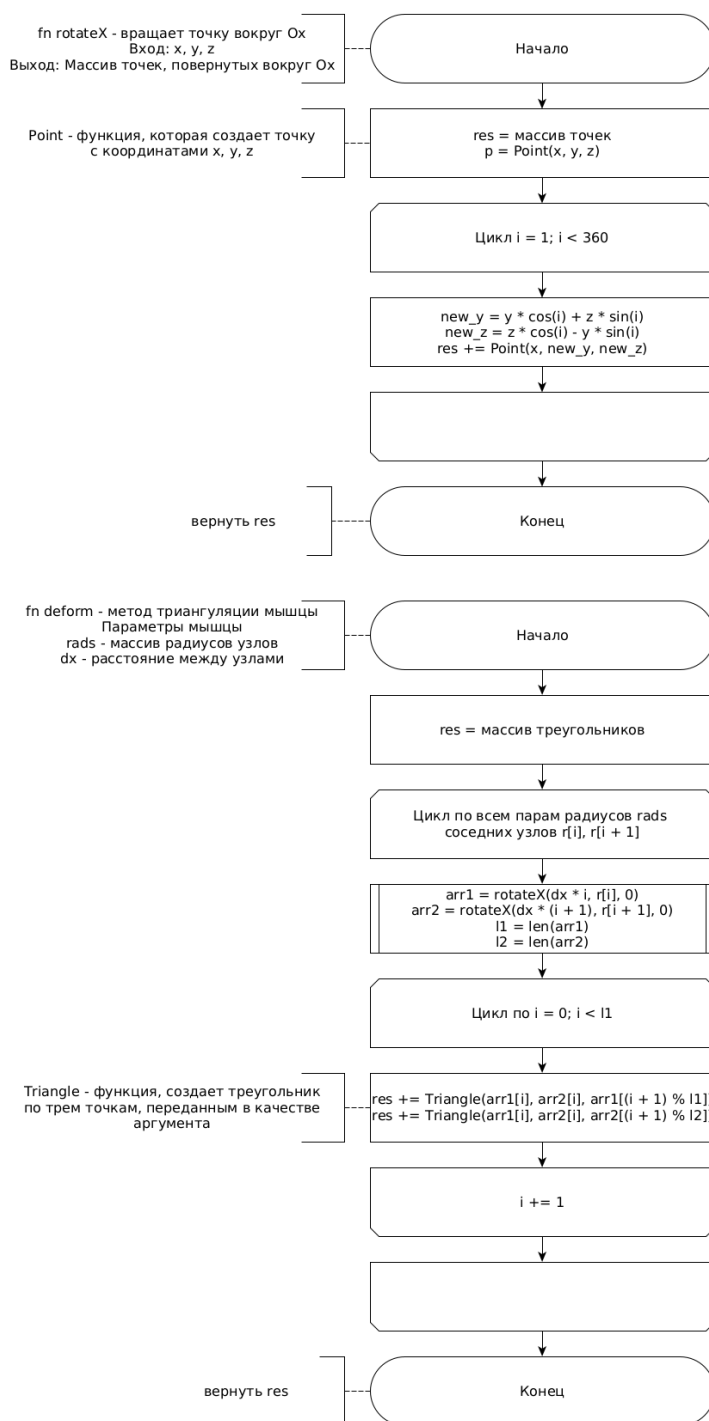 fn rotateX - вращает точку вокруг Ox
Вход: x, y, z
Выход: Массив точек, повернутых вокруг Ox
Начало
Point - функция, которая создает точку
с координатами x, y, z
res = массив точек
p = Point(x, y, z)
Цикл i = 1; i < 360
new_y = y * cos(i) + z * sin(i)
new_z = z * cos(i) - y * sin(i)
res += Point(x, new_y, new_z)
вернуть res
Конец
fn deform - метод триангуляции мышцы
Параметры мышцы
rads - массив радиусов узлов
dx - расстояние между узлами
Начало
res = массив треугольников
Цикл по всем парам радиусов rads
соседних узлов r[i], r[i + 1]
arr1 = rotateX(dx * i, r[i], 0)
arr2 = rotateX(dx * (i + 1), r[i + 1], 0)
l1 = len(arr1)
l2 = len(arr2)
Цикл по i = 0; i < l1
Triangle - функция, создает треугольник
по трем точкам, переданным в качестве
аргумента
res += Triangle(arr1[i], arr2[i], arr1[(i + 1) % l1])
res += Triangle(arr1[i], arr2[i], arr2[(i + 1) % l2])
i += 1
вернуть res
Конец